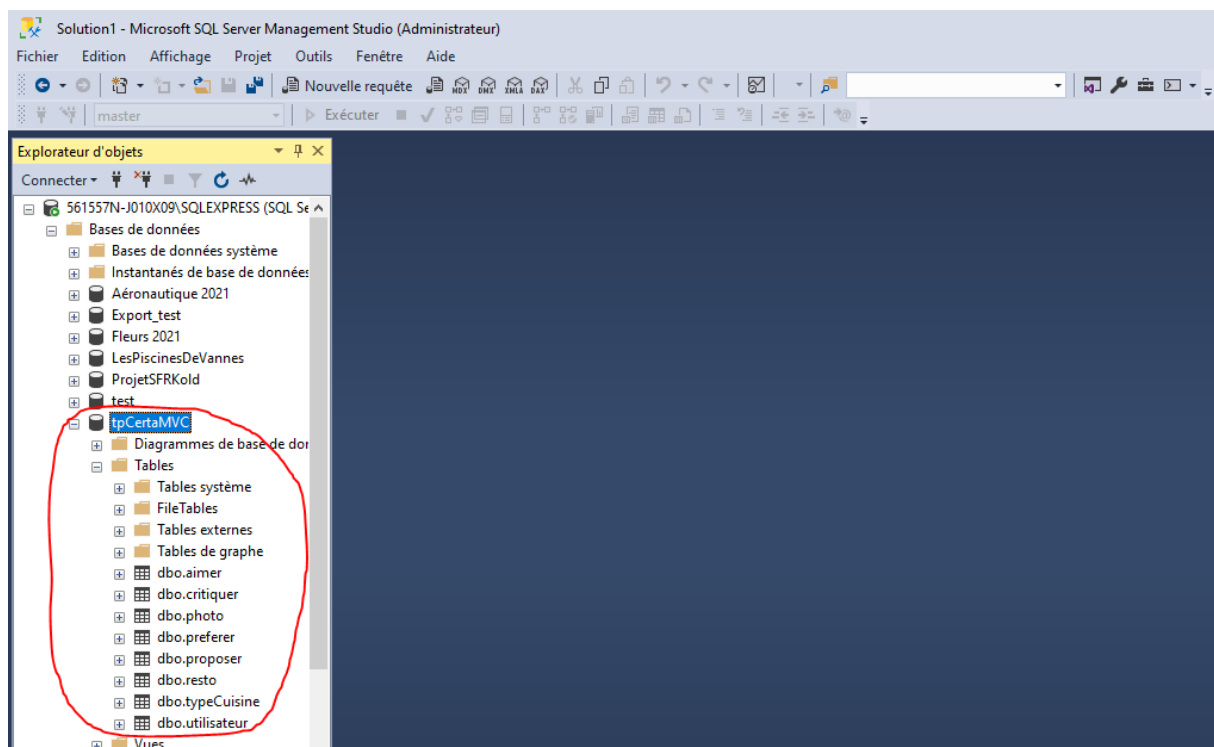 Solution1 - Microsoft SQL Server Management Studio (Administrateur)
Fichier Edition Affichage Projet Outils Fenêtre Aide
Nouvelle requête MDX DMX XMLA DAX
master Exécuter
Explorateur d'objets
Connecter
561557N-J010X09\SQLEXPRESS (SQL Se
Bases de données
Bases de données système
Instantanés de base de données
Aéronautique 2021
Export_test
Fleurs 2021
LesPiscinesDeVannes
ProjetSFRKold
test
tpCertaMVC
Diagrammes de base de don
Tables
Tables système
FileTables
Tables externes
Tables de graphe
dbo.aimer
dbo.critiquer
dbo.photo
dbo.preferer
dbo.proposer
dbo.resto
dbo.typeCuisine
dbo.utilisateur
Vues